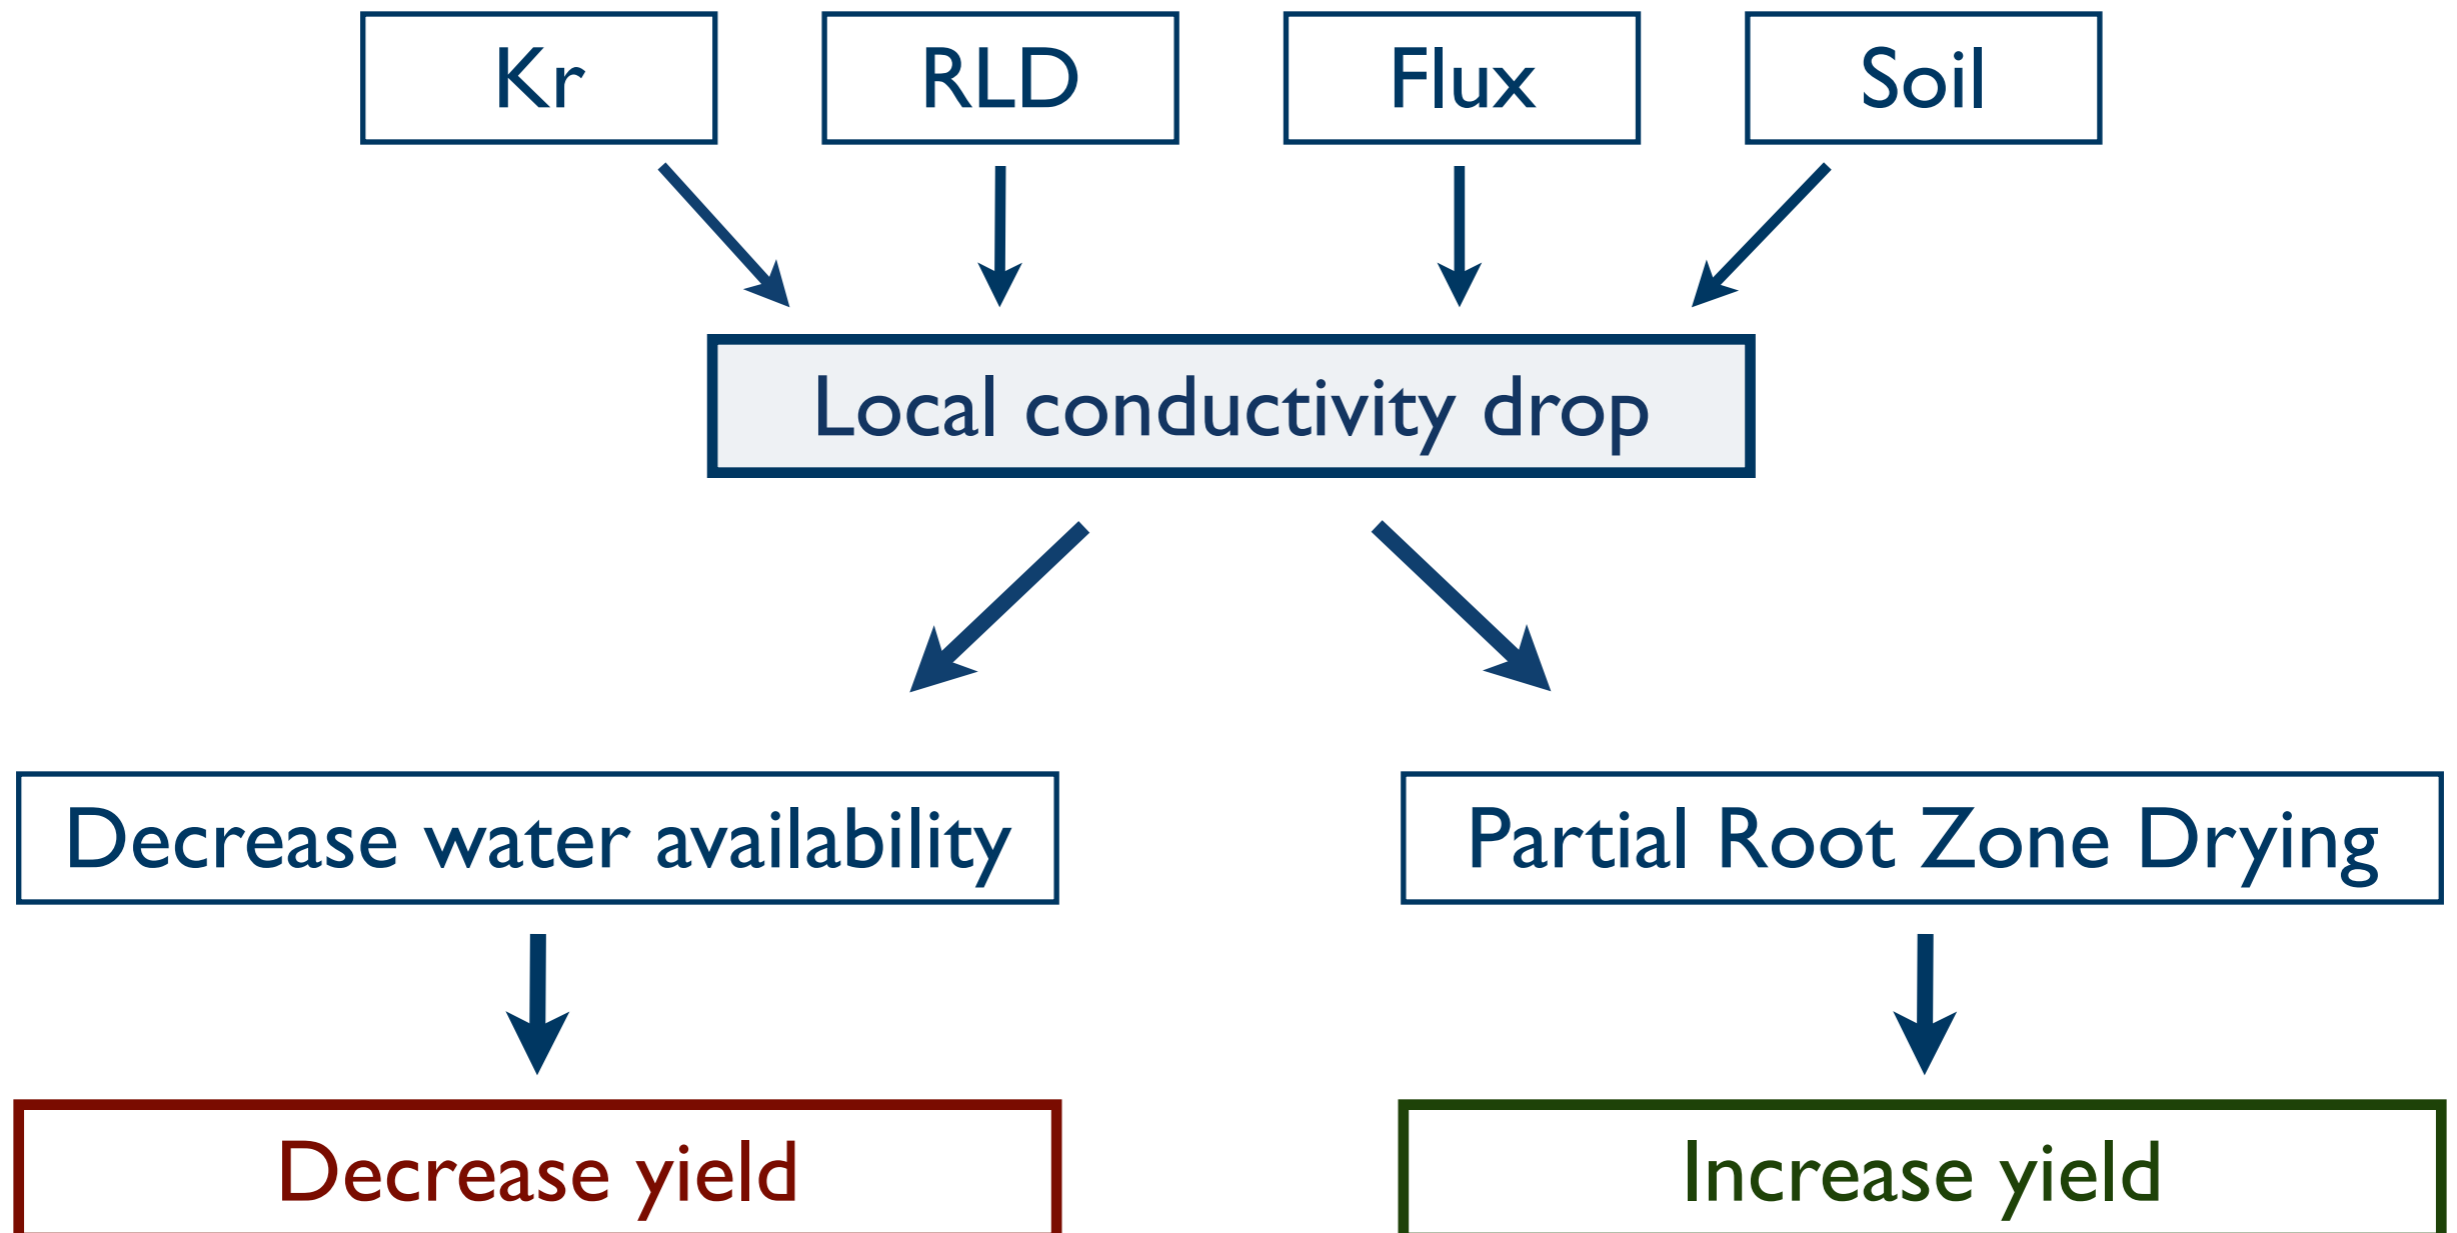 Kr
RLD
Flux
Soil
Local conductivity drop
Decrease water availability
Partial Root Zone Drying
Decrease yield
Increase yield